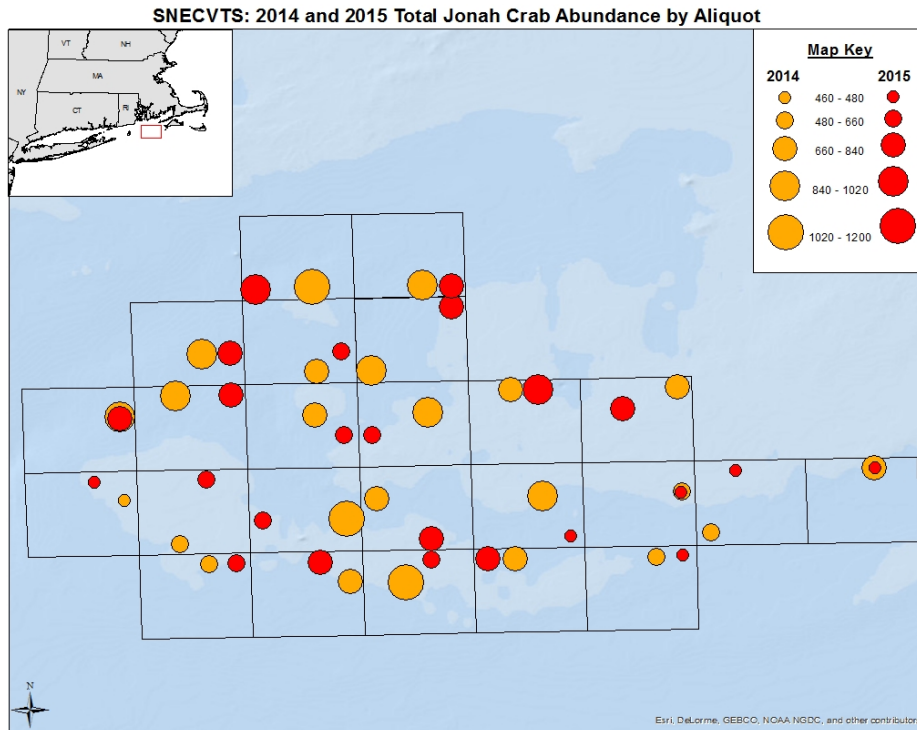 SNECVTS: 2014 and 2015 Total Jonah Crab Abundance by Aliquot
VT NH
MA
NY
CT RI
Map Key
2014 2015
460 - 480
480 - 660
660 - 840
840 - 1020
1020 - 1200
N
Esri, DeLorme, GEBCO, NOAA NGDC, and other contributors